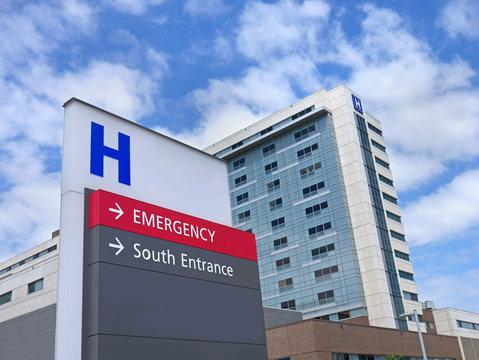 H
H
→ EMERGENCY
→ South Entrance